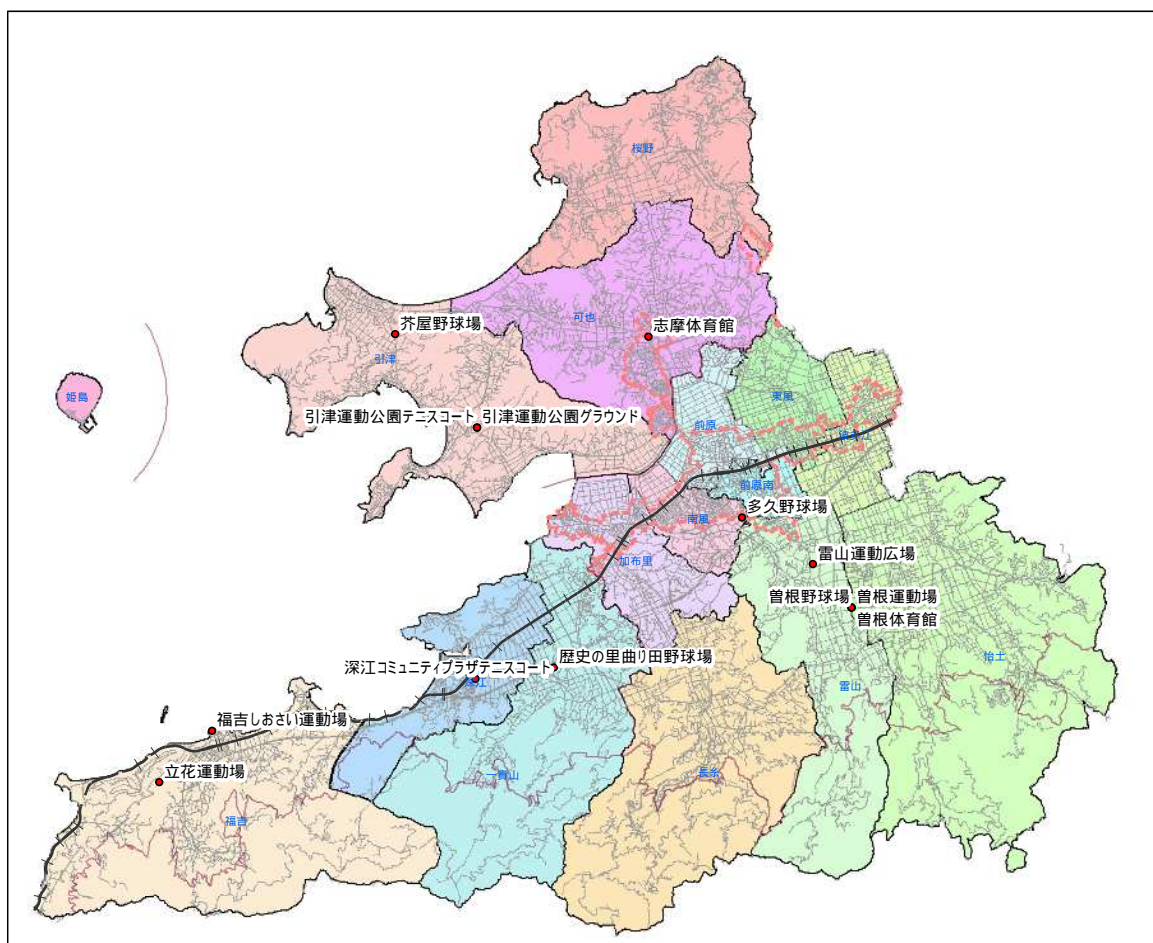 桜野
可也
志摩体育館
芥屋野球場
引津
姫島
東風
引津運動公園テニスコート
引津運動公園グラウンド
前原
前原南
多久野球場
南風
加布里
雷山運動広場
曽根野球場
曽根運動場
曽根体育館
怡土
深江コミュニティプラザテニスコート
歴史の里曲り田野球場
雷山
福吉しおさい運動場
立花運動場
一貴山
長糸
福吉